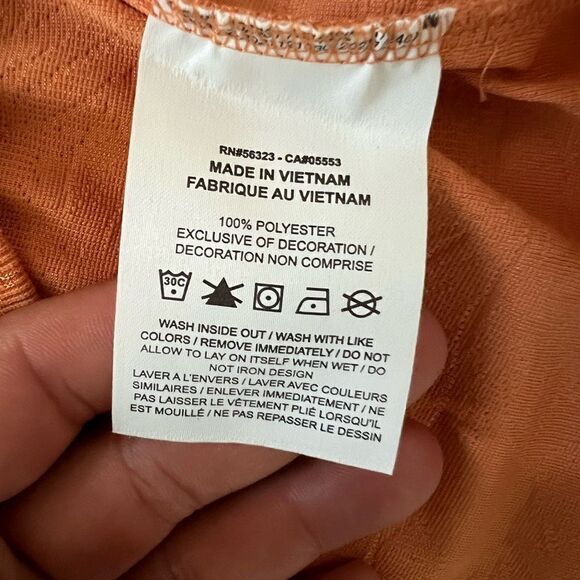 RN#56323 - CA#05553
MADE IN VIETNAM
FABRIQUE AU VIETNAM
100% POLYESTER
EXCLUSIVE OF DECORATION /
DECORATION NON COMPRISE
30C
WASH INSIDE OUT / WASH WITH LIKE
COLORS / REMOVE IMMEDIATELY / DO NOT
ALLOW TO LAY ON ITSELF WHEN WET / DO
NOT IRON DESIGN
LAVER A L'ENVERS / LAVER AVEC COULEURS
SIMILAIRES / ENLEVER IMMEDIATEMENT / NE
PAS LAISSER LE VÊTEMENT PLIÉ LORSQU'IL
EST MOUILLÉ / NE PAS REPASSER LE DESSIN